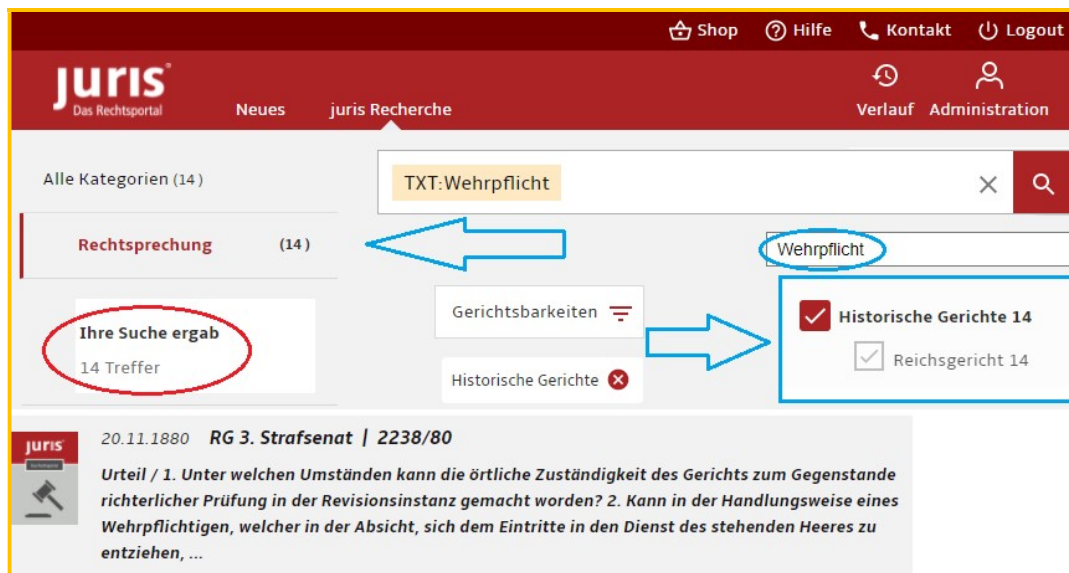 Shop Hilfe Kontakt Logout
juris
Das Rechtsportal
Neues juris Recherche
Verlauf Administration
Alle Kategorien (14)
TXT:Wehrpflicht
Rechtsprechung (14)
Wehrpflicht
Ihre Suche ergab
14 Treffer
Gerichtsbarkeiten
Historische Gerichte
Historische Gerichte 14
Reichsgericht 14
juris
20.11.1880 RG 3. Strafsenat | 2238/80
Urteil / 1. Unter welchen Umständen kann die örtliche Zuständigkeit des Gerichts zum Gegenstande
richterlicher Prüfung in der Revisionsinstanz gemacht worden? 2. Kann in der Handlungsweise eines
Wehrpflichtigen, welcher in der Absicht, sich dem Eintritte in den Dienst des stehenden Heeres zu
entziehen, ...